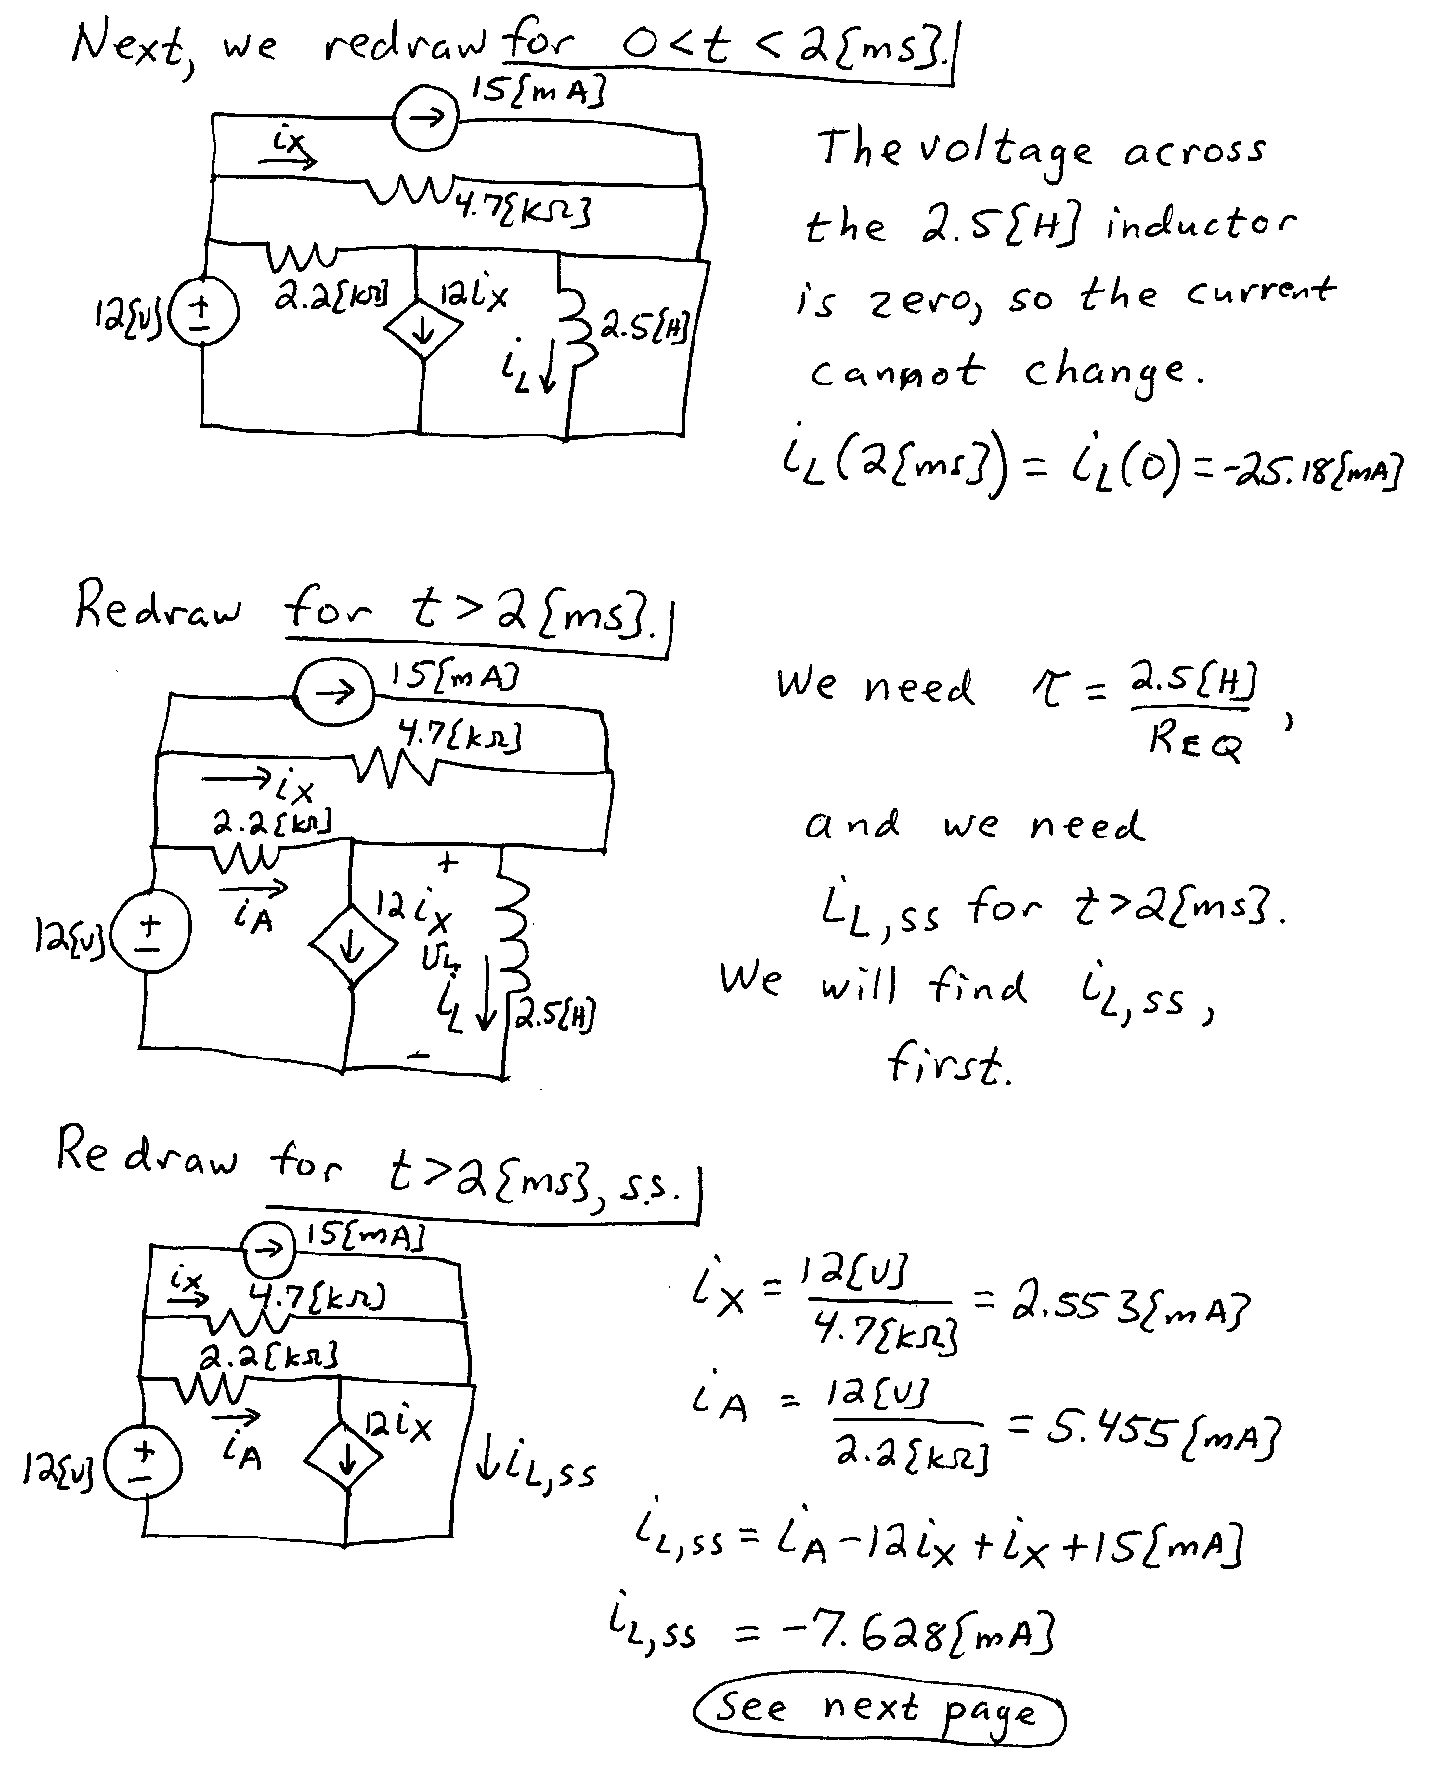 Next, we redraw for 0<t<2{ms}.
15{mA}
iX
4.7{kΩ}
2.2{kΩ}
12iX
12{V}
+
-
iL
2.5{H}
The voltage across
the 2.5{H} inductor
is zero, so the current
cannot change.
iL(2{ms}) = iL(0) = -25.18{mA}
Redraw for t>2{ms}.
15{mA}
4.7{kΩ}
iX
2.2{kΩ}
iA
12{V}
+
-
12iX
+
vL
-
iL
2.5{H}
We need τ = 2.5{H} / REQ ,
and we need
iL,SS for t>2{ms}.
We will find iL,SS,
first.
Redraw for t>2{ms}, s.s.
15{mA}
iX
4.7{kΩ}
2.2{kΩ}
iA
12{V}
+
-
12iX
iL,SS
iX = 12{V} / 4.7{kΩ} = 2.553{mA}
iA = 12{V} / 2.2{kΩ} = 5.455{mA}
iL,SS = iA - 12iX + iX + 15{mA}
iL,SS = -7.628{mA}
See next page